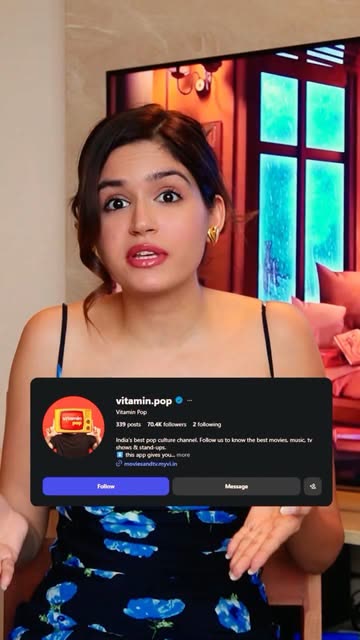 vitamin.pop
Vitamin Pop
339 posts 70.4K followers 2 following
India's best pop culture channel. Follow us to know the best movies, music, tv
shows & stand-ups.
⬇️ this app gives you... more
moviesandtv.myvi.in
Follow
Message
vitamin
pop